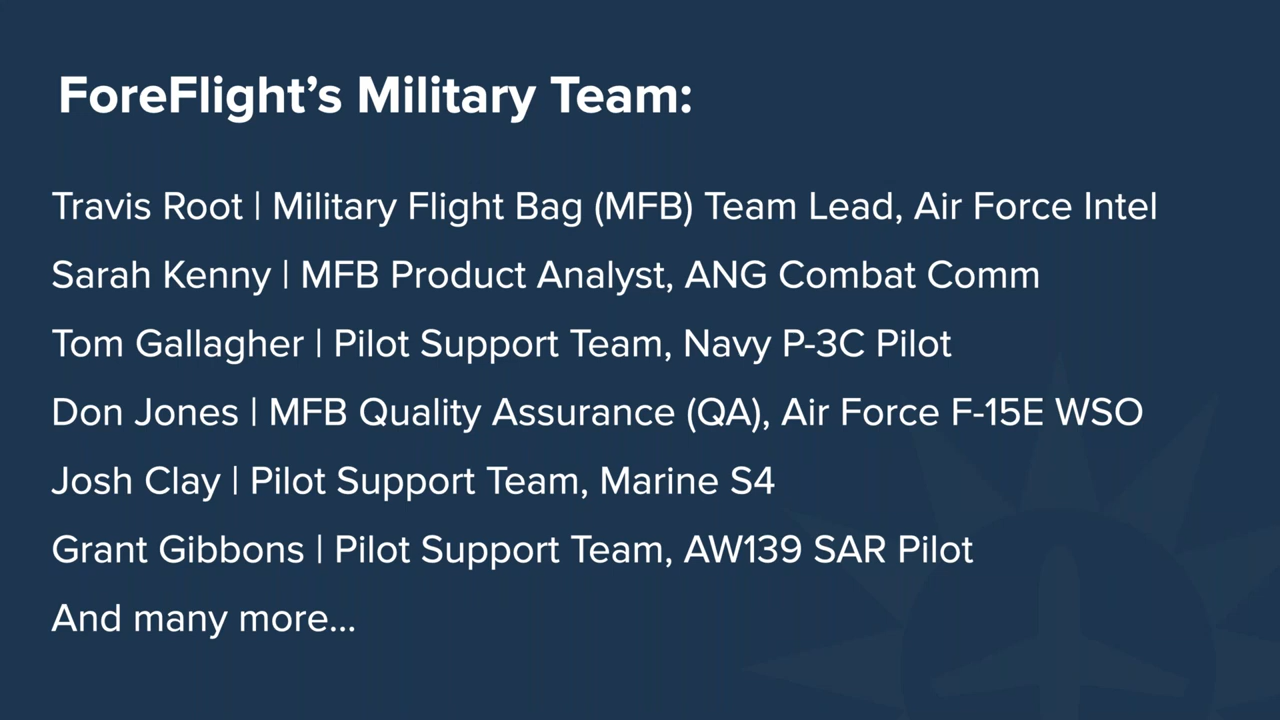 ForeFlight’s Military Team:
Travis Root | Military Flight Bag (MFB) Team Lead, Air Force Intel
Sarah Kenny | MFB Product Analyst, ANG Combat Comm
Tom Gallagher | Pilot Support Team, Navy P-3C Pilot
Don Jones | MFB Quality Assurance (QA), Air Force F-15E WSO
Josh Clay | Pilot Support Team, Marine S4
Grant Gibbons | Pilot Support Team, AW139 SAR Pilot
And many more...